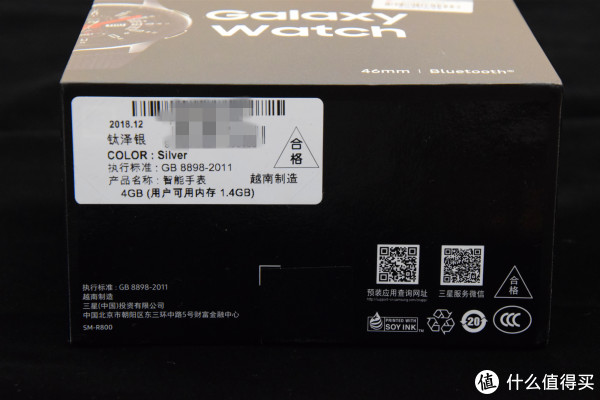 Galaxy
Watch
46mm | Bluetooth
2018.12
钛泽银
COLOR : Silver
执行标准 : GB 8898-2011
产品名称 : 智能手表
越南制造
4GB (用户可用内存 1.4GB)
合格
执行标准 : GB 8898-2011
越南制造
三星(中国)投资有限公司
中国北京市朝阳区东三环中路5号财富金融中心
SM-R800
预装应用查询网址
三星服务微信
合格
PRINTED WITH
SOY INK
20
CCC
值 什么值得买